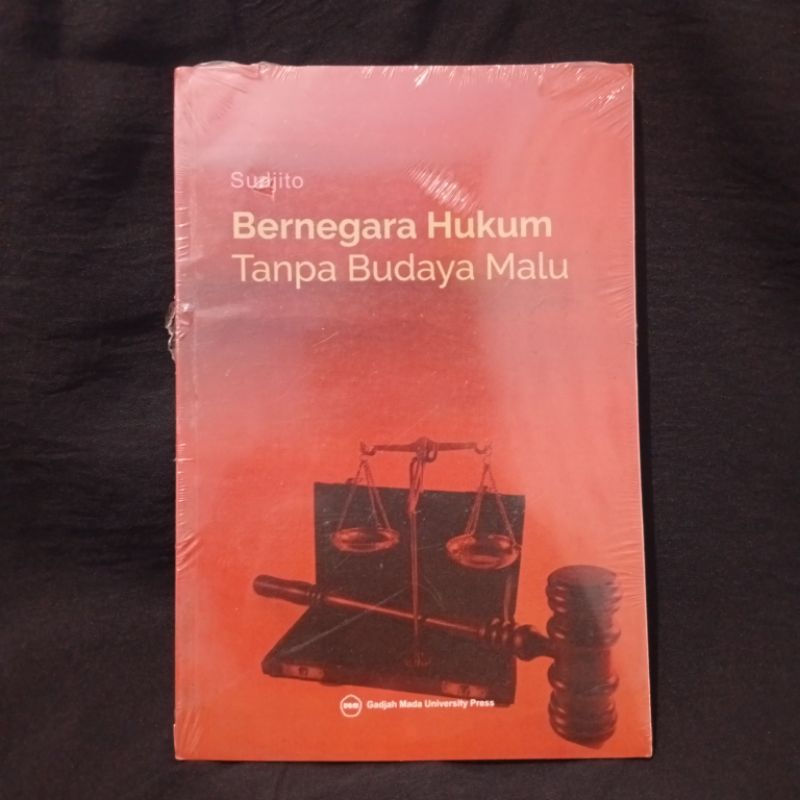 Sudjito
Bernegara Hukum
Tanpa Budaya Malu
Gadjah Mada University Press